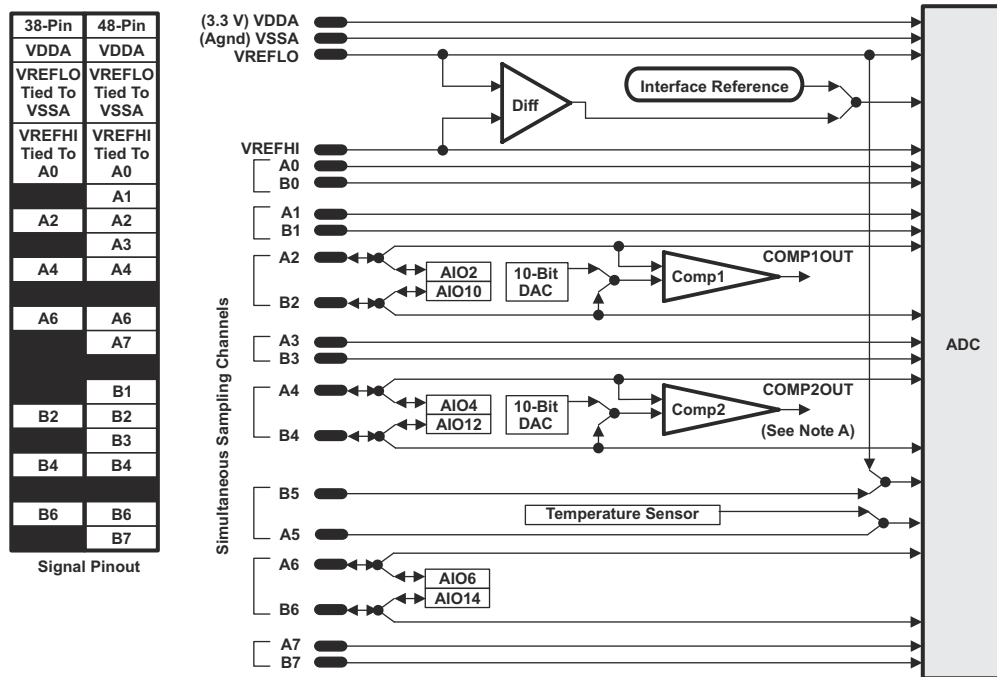 38-Pin 48-Pin
VDDA VDDA
VREFLO VREFLO
Tied To Tied To
VSSA VSSA
VREFHI VREFHI
Tied To Tied To
A0 A0
A1
A2 A2
A3
A4 A4
A6 A6
A7
B1
B2 B2
B3
B4 B4
B6 B6
B7
Signal Pinout
Simultaneous Sampling Channels
(3.3 V) VDDA
(Agnd) VSSA
VREFLO
Diff
Interface Reference
VREFHI
A0
B0
A1
B1
A2
AIO2
AIO10
10-Bit
DAC
Comp1
COMP1OUT
B2
A3
B3
ADC
A4
AIO4
AIO12
10-Bit
DAC
Comp2
COMP2OUT
(See Note A)
B4
B5
Temperature Sensor
A5
A6
AIO6
AIO14
B6
A7
B7